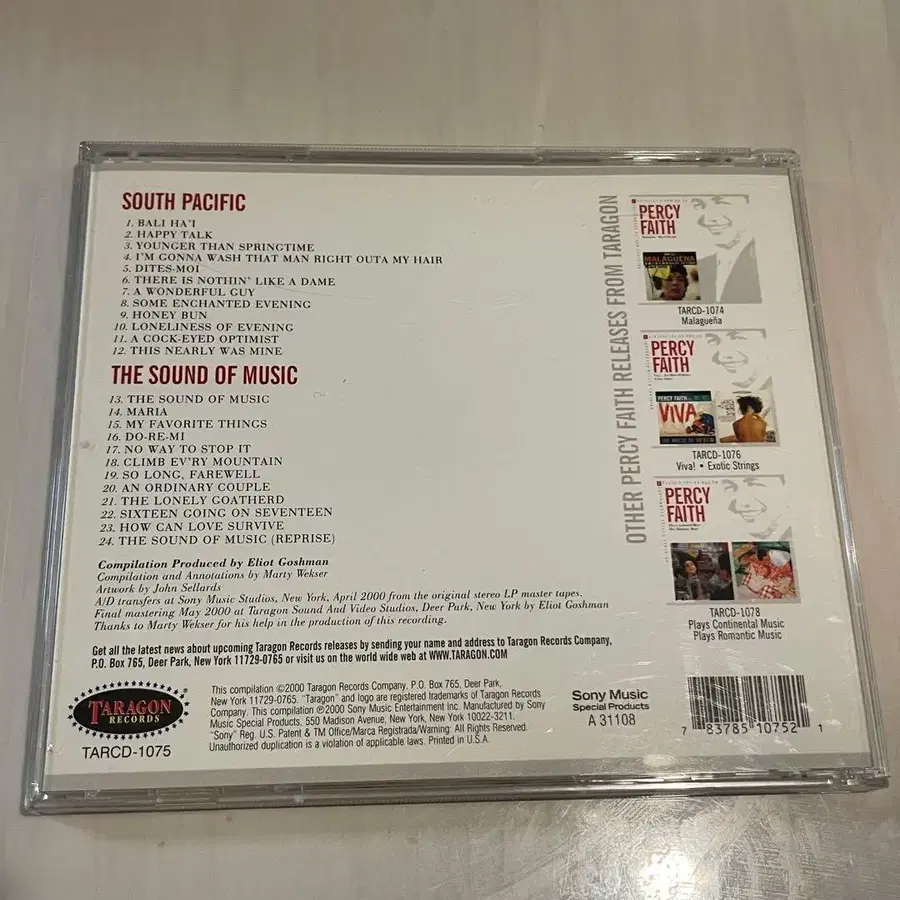 SOUTH PACIFIC
1. BALI HA'I
2. HAPPY TALK
3. YOUNGER THAN SPRINGTIME
4. I'M GONNA WASH THAT MAN RIGHT OUTA MY HAIR
5. DITES-MOI
6. THERE IS NOTHIN' LIKE A DAME
7. A WONDERFUL GUY
8. SOME ENCHANTED EVENING
9. HONEY BUN
10. LONELINESS OF EVENING
11. A COCK-EYED OPTIMIST
12. THIS NEARLY WAS MINE
THE SOUND OF MUSIC
13. THE SOUND OF MUSIC
14. MARIA
15. MY FAVORITE THINGS
16. DO-RE-MI
17. NO WAY TO STOP IT
18. CLIMB EV'RY MOUNTAIN
19. SO LONG, FAREWELL
20. AN ORDINARY COUPLE
21. THE LONELY GOATHERD
22. SIXTEEN GOING ON SEVENTEEN
23. HOW CAN LOVE SURVIVE
24. THE SOUND OF MUSIC (REPRISE)
Compilation Produced by Eliot Goshman
Compilation and Annotations by Marty Wekser
Artwork by John Sellards
A/D transfers at Sony Music Studios, New York, April 2000 from the original stereo LP master tapes.
Final mastering May 2000 at Taragon Sound And Video Studios, Deer Park, New York by Eliot Goshman
Thanks to Marty Wekser for his help in the production of this recording.
Get all the latest news about upcoming Taragon Records releases by sending your name and address to Taragon Records Company,
P.O. Box 765, Deer Park, New York 11729-0765 or visit us on the world wide web at WWW.TARAGON.COM
OTHER PERCY FAITH RELEASES FROM TARAGON
PERCY
FAITH
MALAGUEÑA
TARCD-1074
Malagueña
PERCY
FAITH
PERCY FAITH
VIVA
TARCD-1076
Viva! • Exotic Strings
PERCY
FAITH
TARCD-1078
Plays Continental Music
Plays Romantic Music
TARAGON
RECORDS
TARCD-1075
This compilation ©2000 Taragon Records Company, P.O. Box 765, Deer Park,
New York 11729-0765. "Taragon" and logo are registered trademarks of Taragon Records
Company. This compilation ℗2000 Sony Music Entertainment Inc. Manufactured by Sony
Music Special Products, 550 Madison Avenue, New York, New York 10022-3211.
"Sony" Reg. U.S. Patent & TM Office/Marca Registrada/Warning: All Rights Reserved.
Unauthorized duplication is a violation of applicable laws. Printed in U.S.A.
Sony Music
Special Products
A 31108
7 83785 10752 1